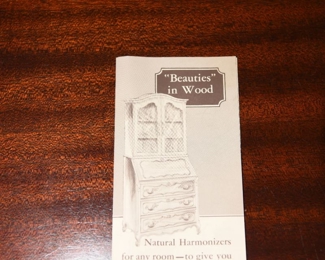 "Beauties"
in Wood
Natural Harmonizers
for any room—to give you